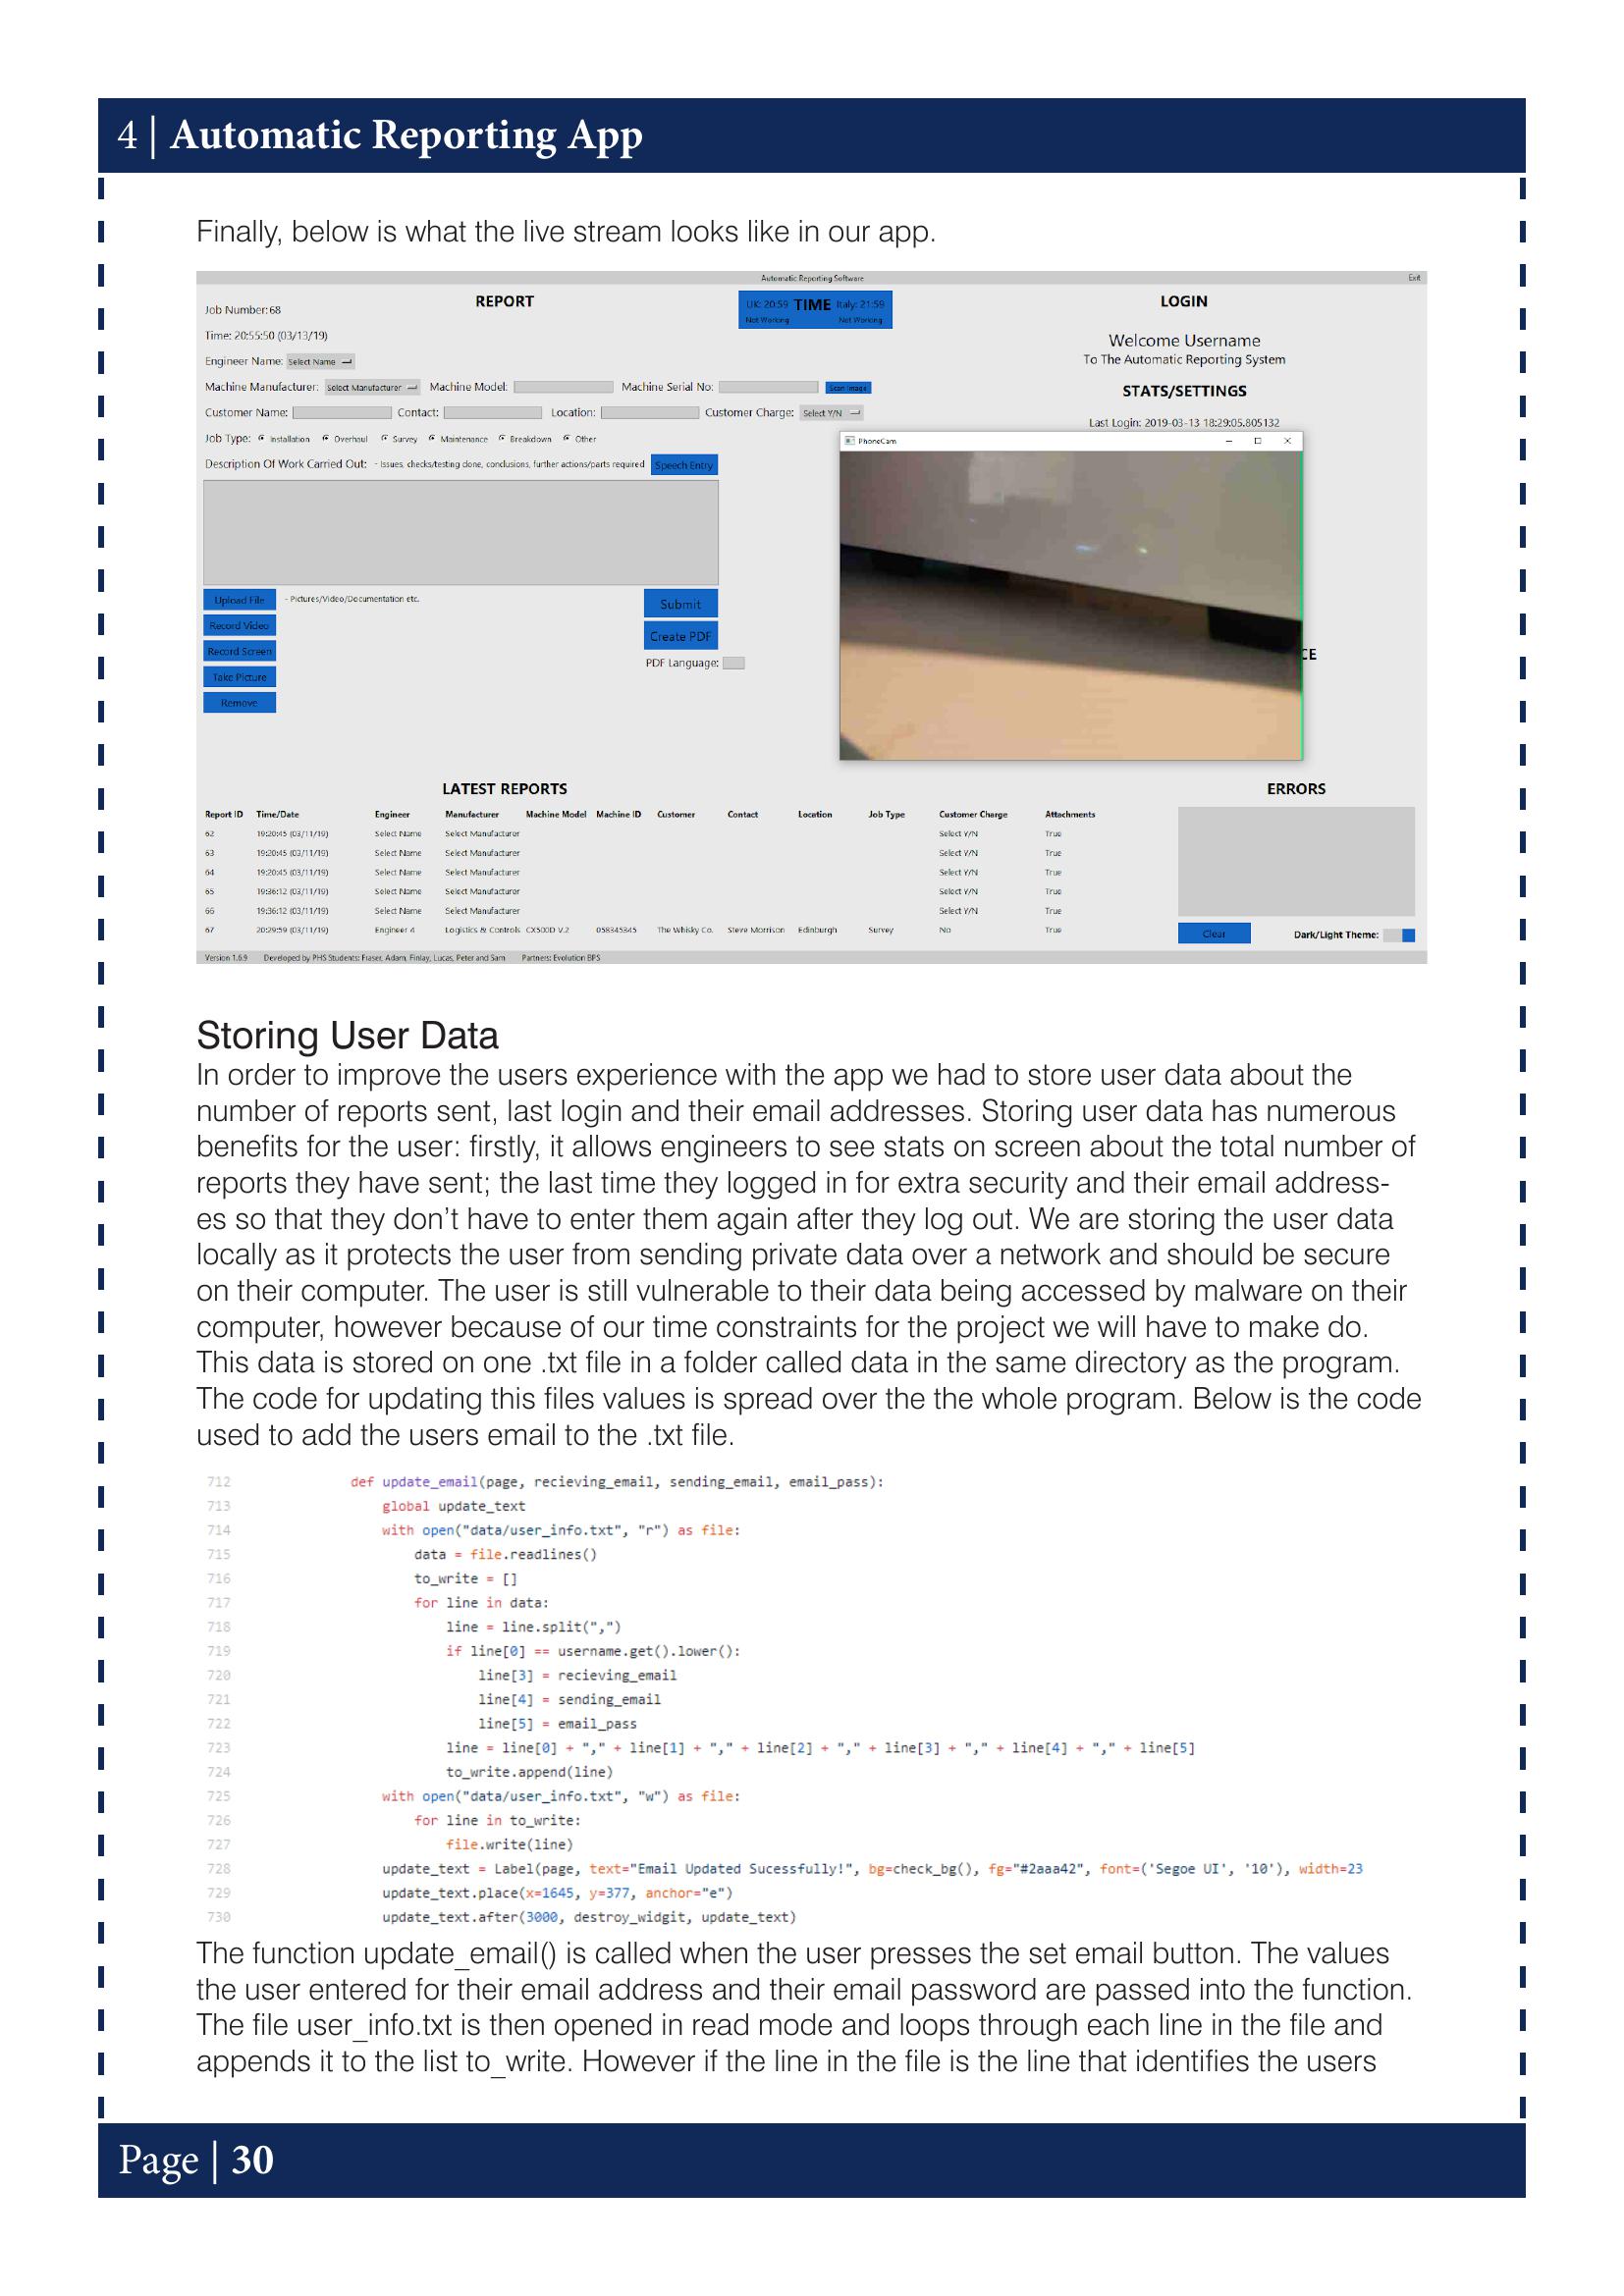 4 | Automatic Reporting App
Finally, below is what the live stream looks like in our app.
Automatic Reporting Software
Exit
REPORT
UK: 20:59 TIME Italy: 21:59
Not Working Not Working
LOGIN
Job Number: 68
Time: 20:55:50 (03/13/19)
Welcome Username
To The Automatic Reporting System
Engineer Name: Select Name
Machine Manufacturer: Select Manufacturer Machine Model: Machine Serial No: Scan Image
STATS/SETTINGS
Customer Name: Contact: Location: Customer Charge: Select Y/N
Last Login: 2019-03-13 18:29:05.805132
Job Type: Installation Overhaul Survey Maintenance Breakdown Other
PhoneCam
Description Of Work Carried Out: - Issues, checks/testing done, conclusions, further actions/parts required Speech Entry
Upload File - Pictures/Video/Documentation etc.
Submit
Record Video
Create PDF
Record Screen
CE
PDF Language:
Take Picture
Remove
LATEST REPORTS
ERRORS
Report ID Time/Date Engineer Manufacturer Machine Model Machine ID Customer Contact Location Job Type Customer Charge Attachments
62 19:20:45 (03/11/19) Select Name Select Manufacturer Select Y/N True
63 19:20:45 (03/11/19) Select Name Select Manufacturer Select Y/N True
64 19:20:45 (03/11/19) Select Name Select Manufacturer Select Y/N True
65 19:36:12 (03/11/19) Select Name Select Manufacturer Select Y/N True
66 19:36:12 (03/11/19) Select Name Select Manufacturer Select Y/N True
67 20:29:59 (03/11/19) Engineer 4 Logistics & Controls CX500D V.2 058345345 The Whisky Co. Steve Morrison Edinburgh Survey No True
Clear Dark/Light Theme:
Version 1.6.9 Developed by PHS Students: Fraser, Adam, Finlay, Lucas, Peter and Sam Partners: Evolution BPS
Storing User Data
In order to improve the users experience with the app we had to store user data about the
number of reports sent, last login and their email addresses. Storing user data has numerous
benefits for the user: firstly, it allows engineers to see stats on screen about the total number of
reports they have sent; the last time they logged in for extra security and their email address-
es so that they don't have to enter them again after they log out. We are storing the user data
locally as it protects the user from sending private data over a network and should be secure
on their computer. The user is still vulnerable to their data being accessed by malware on their
computer, however because of our time constraints for the project we will have to make do.
This data is stored on one .txt file in a folder called data in the same directory as the program.
The code for updating this files values is spread over the the whole program. Below is the code
used to add the users email to the .txt file.
712 def update_email(page, recieving_email, sending_email, email_pass):
713 global update_text
714 with open("data/user_info.txt", "r") as file:
715 data = file.readlines()
716 to_write = []
717 for line in data:
718 line = line.split(",")
719 if line[0] == username.get().lower():
720 line[3] = recieving_email
721 line[4] = sending_email
722 line[5] = email_pass
723 line = line[0] + "," + line[1] + "," + line[2] + "," + line[3] + "," + line[4] + "," + line[5]
724 to_write.append(line)
725 with open("data/user_info.txt", "w") as file:
726 for line in to_write:
727 file.write(line)
728 update_text = Label(page, text="Email Updated Sucessfully!", bg=check_bg(), fg="#2aaa42", font=('Segoe UI', '10'), width=23
729 update_text.place(x=1645, y=377, anchor="e")
730 update_text.after(3000, destroy_widgit, update_text)
The function update_email() is called when the user presses the set email button. The values
the user entered for their email address and their email password are passed into the function.
The file user_info.txt is then opened in read mode and loops through each line in the file and
appends it to the list to_write. However if the line in the file is the line that identifies the users
Page | 30